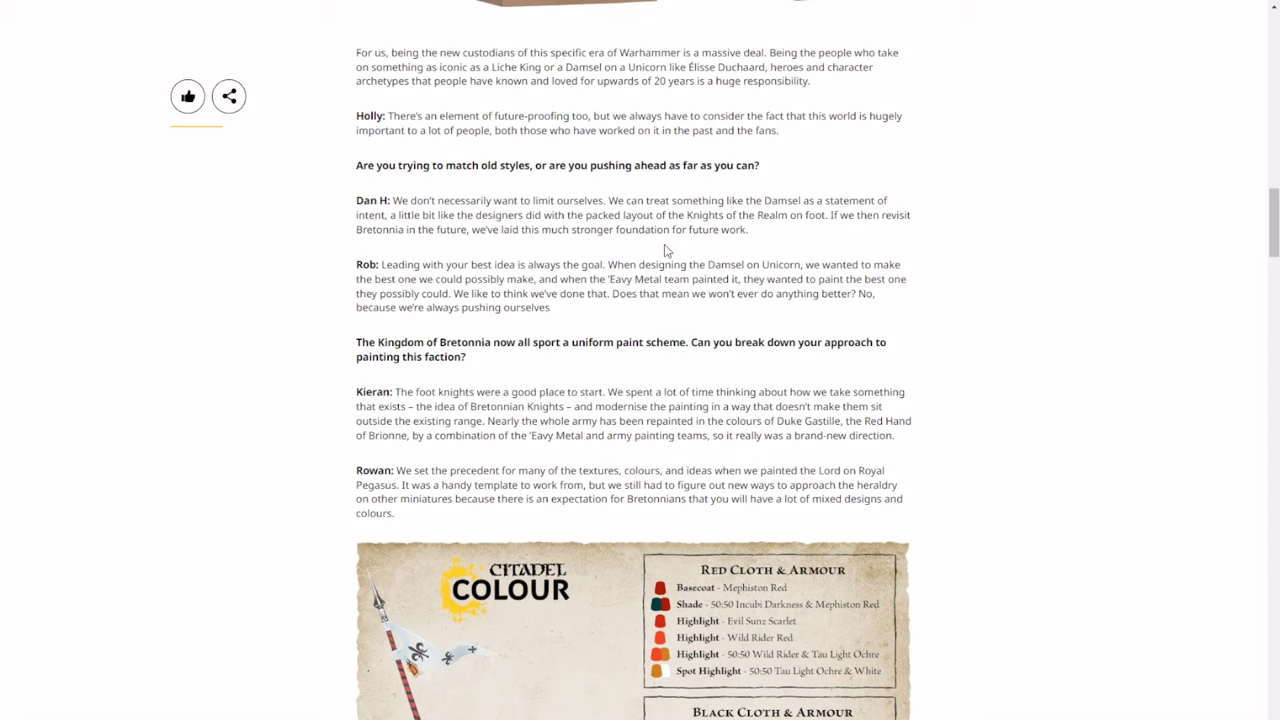 For us, being the new custodians of this specific era of Warhammer is a massive deal. Being the people who take
on something as iconic as a Liche King or a Damsel on a Unicorn like Élisse Duchaard, heroes and character
archetypes that people have known and loved for upwards of 20 years is a huge responsibility.
Holly: There's an element of future-proofing too, but we always have to consider the fact that this world is hugely
important to a lot of people, both those who have worked on it in the past and the fans.
Are you trying to match old styles, or are you pushing ahead as far as you can?
Dan H: We don't necessarily want to limit ourselves. We can treat something like the Damsel as a statement of
intent, a little bit like the designers did with the packed layout of the Knights of the Realm on foot. If we then revisit
Bretonnia in the future, we've laid this much stronger foundation for future work.
Rob: Leading with your best idea is always the goal. When designing the Damsel on Unicorn, we wanted to make
the best one we could possibly make, and when the 'Eavy Metal team painted it, they wanted to paint the best one
they possibly could. We like to think we've done that. Does that mean we won't ever do anything better? No,
because we're always pushing ourselves
The Kingdom of Bretonnia now all sport a uniform paint scheme. Can you break down your approach to
painting this faction?
Kieran: The foot knights were a good place to start. We spent a lot of time thinking about how we take something
that exists – the idea of Bretonnian Knights – and modernise the painting in a way that doesn't make them sit
outside the existing range. Nearly the whole army has been repainted in the colours of Duke Gastille, the Red Hand
of Brionne, by a combination of the 'Eavy Metal and army painting teams, so it really was a brand-new direction.
Rowan: We set the precedent for many of the textures, colours, and ideas when we painted the Lord on Royal
Pegasus. It was a handy template to work from, but we still had to figure out new ways to approach the heraldry
on other miniatures because there is an expectation for Bretonnians that you will have a lot of mixed designs and
colours.
CITADEL
COLOUR
RED CLOTH & ARMOUR
Basecoat - Mephiston Red
Shade - 50:50 Incubi Darkness & Mephiston Red
Highlight - Evil Sunz Scarlet
Highlight - Wild Rider Red
Highlight - 50:50 Wild Rider & Tau Light Ochre
Spot Highlight - 50:50 Tau Light Ochre & White
BLACK CLOTH & ARMOUR